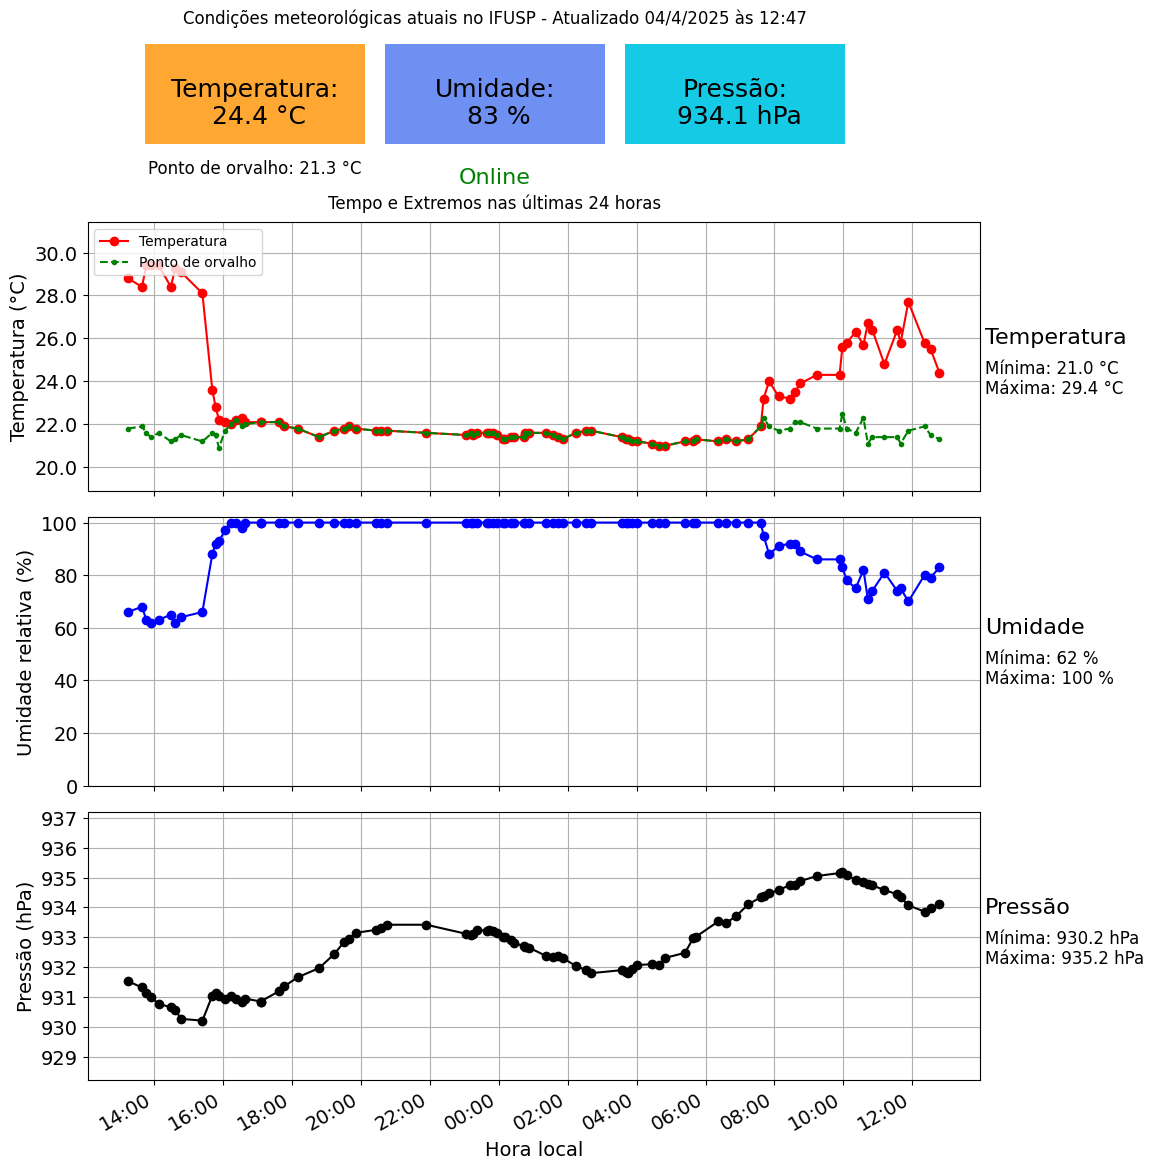 Condições meteorológicas atuais no IFUSP - Atualizado 04/4/2025 às 12:47
Temperatura:
24.4 °C
Umidade:
83 %
Pressão:
934.1 hPa
Ponto de orvalho: 21.3 °C
Online
Tempo e Extremos nas últimas 24 horas
Temperatura
Ponto de orvalho
Temperatura (°C)
30.0
28.0
26.0
24.0
22.0
20.0
Temperatura
Mínima: 21.0 °C
Máxima: 29.4 °C
Umidade relativa (%)
100
80
60
40
20
0
Umidade
Mínima: 62 %
Máxima: 100 %
Pressão (hPa)
937
936
935
934
933
932
931
930
929
Pressão
Mínima: 930.2 hPa
Máxima: 935.2 hPa
14:00 16:00 18:00 20:00 22:00 00:00 02:00 04:00 06:00 08:00 10:00 12:00
Hora local